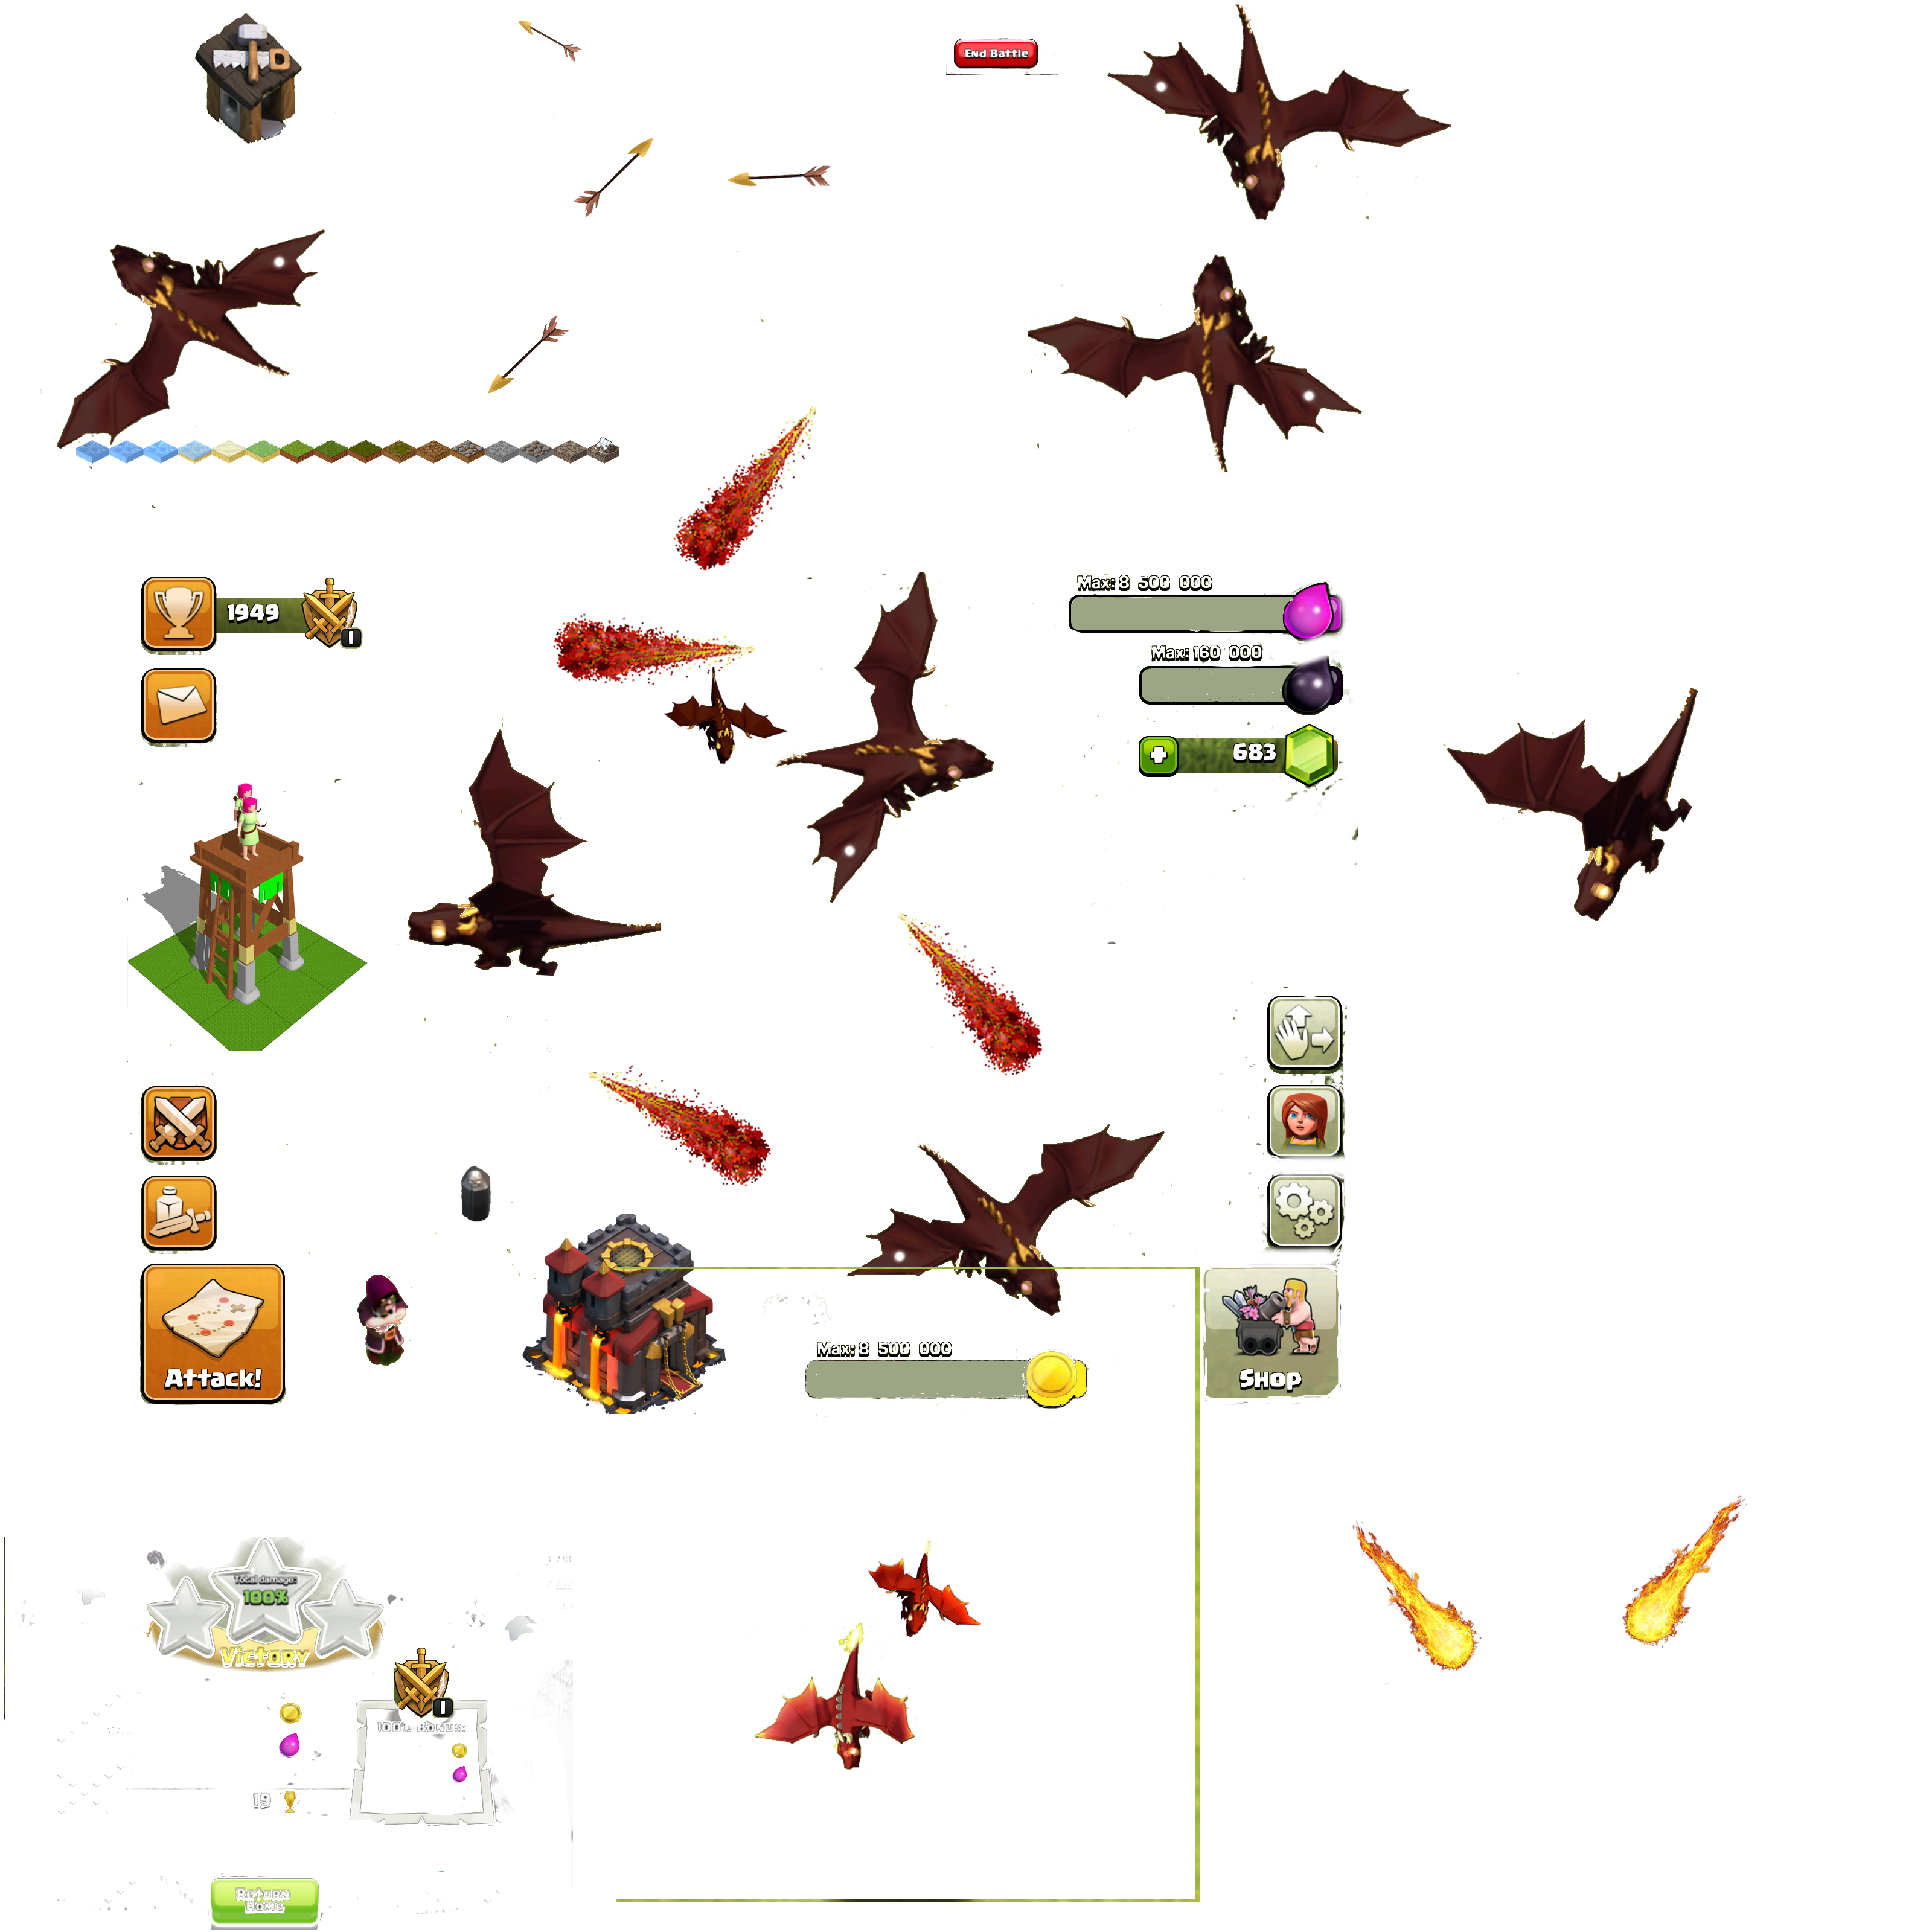 End Battle
Max: 8 500 000
1949
I
Max: 160 000
683
Attack!
Max: 8 500 000
Shop
Total damage:
100%
Victory
I
100% BONUS:
19
Return
Home